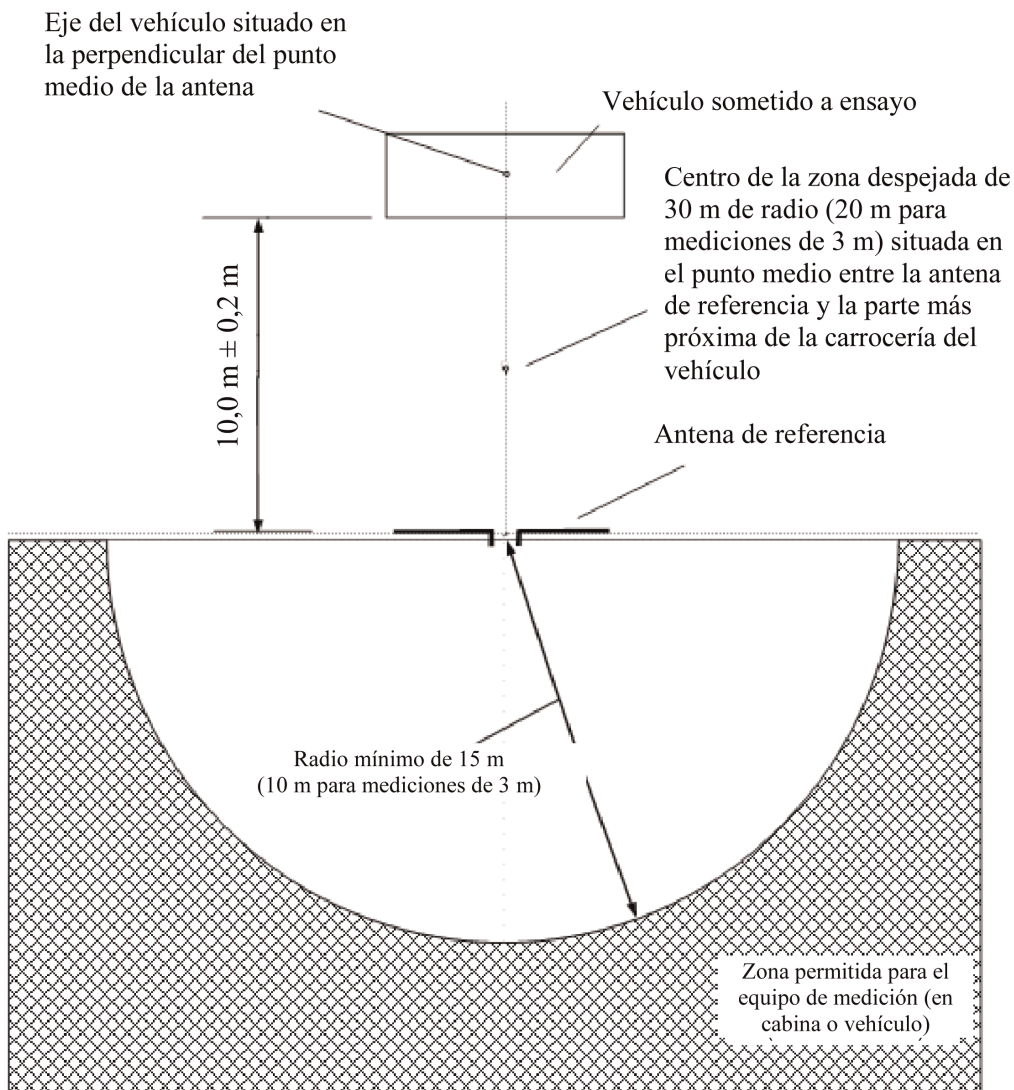 Eje del vehículo situado en
la perpendicular del punto
medio de la antena
Vehículo sometido a ensayo
Centro de la zona despejada de
30 m de radio (20 m para
mediciones de 3 m) situada en
el punto medio entre la antena
de referencia y la parte más
próxima de la carrocería del
vehículo
10,0 m ± 0,2 m
Antena de referencia
Radio mínimo de 15 m
(10 m para mediciones de 3 m)
Zona permitida para el
equipo de medición (en
cabina o vehículo)